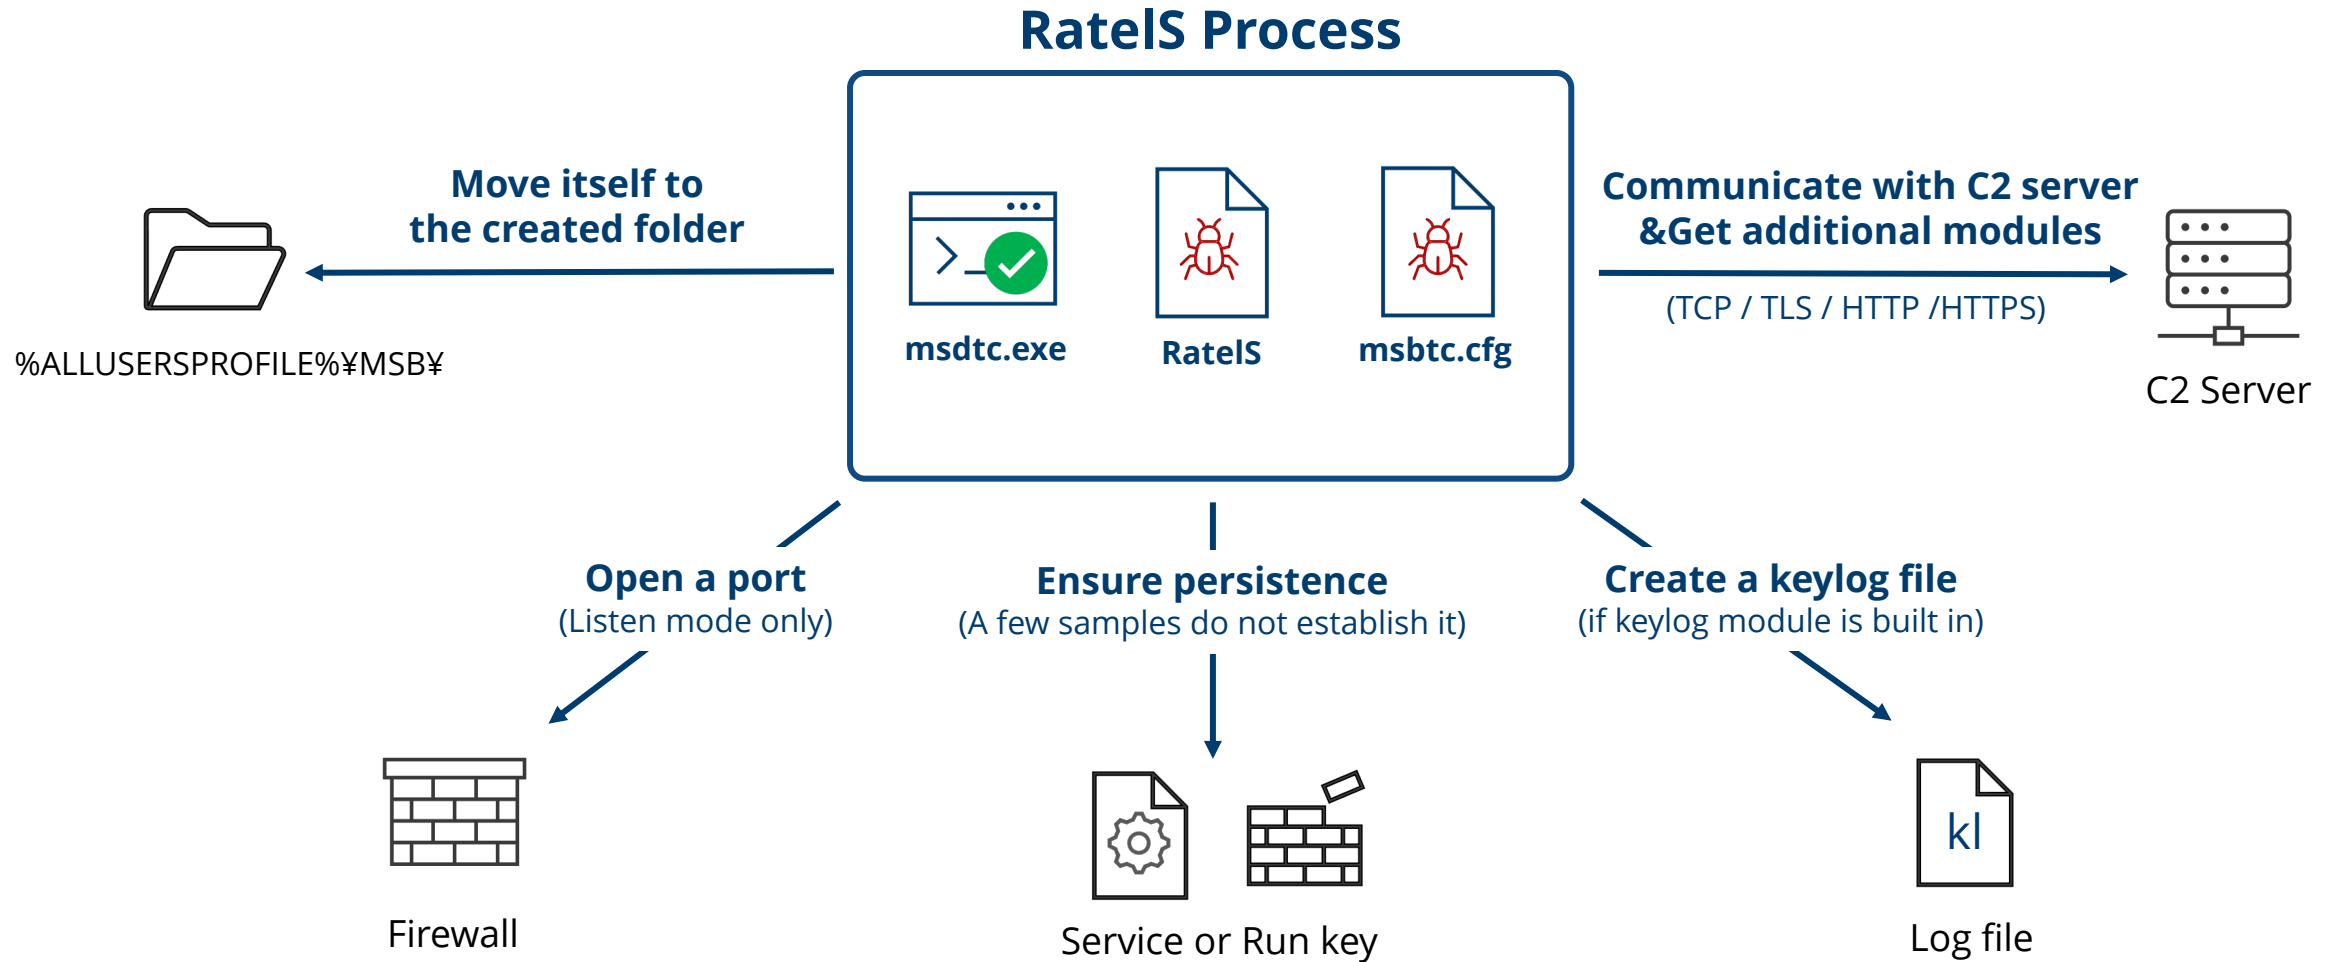 RatelS Process
Move itself to
the created folder
%ALLUSERSPROFILE%¥MSB¥
msdtc.exe
RatelS
msbtc.cfg
Communicate with C2 server
&Get additional modules
(TCP / TLS / HTTP /HTTPS)
C2 Server
Open a port
(Listen mode only)
Firewall
Ensure persistence
(A few samples do not establish it)
Service or Run key
Create a keylog file
(if keylog module is built in)
kl
Log file